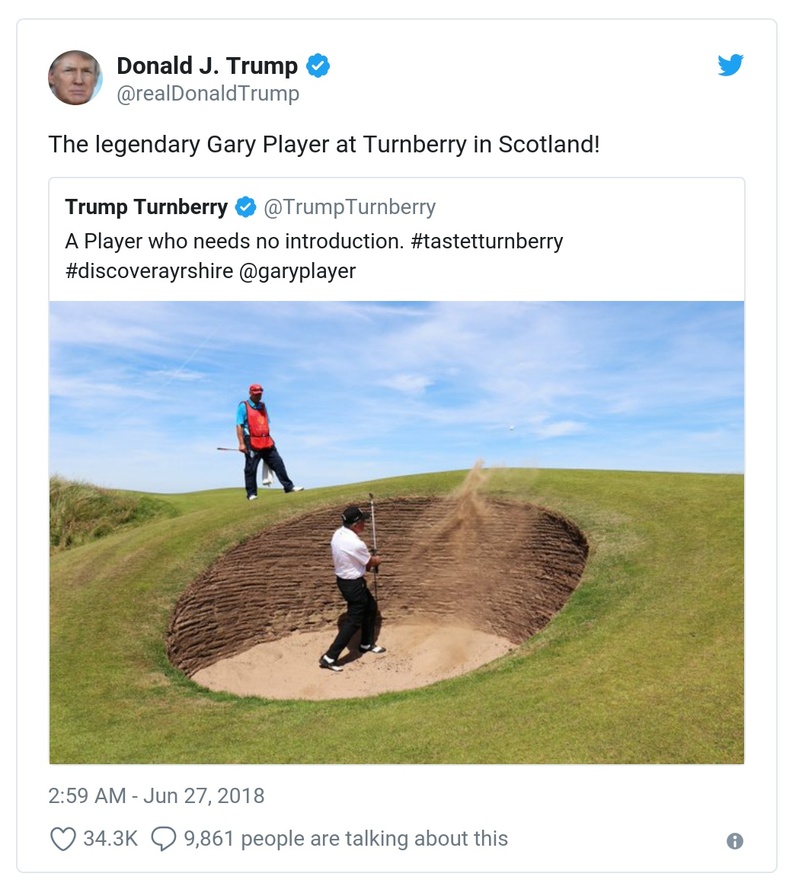 Donald J. Trump
@realDonaldTrump
The legendary Gary Player at Turnberry in Scotland!
Trump Turnberry @TrumpTurnberry
A Player who needs no introduction. #tastetturnberry
#discoverayrshire @garyplayer
2:59 AM - Jun 27, 2018
34.3K 9,861 people are talking about this